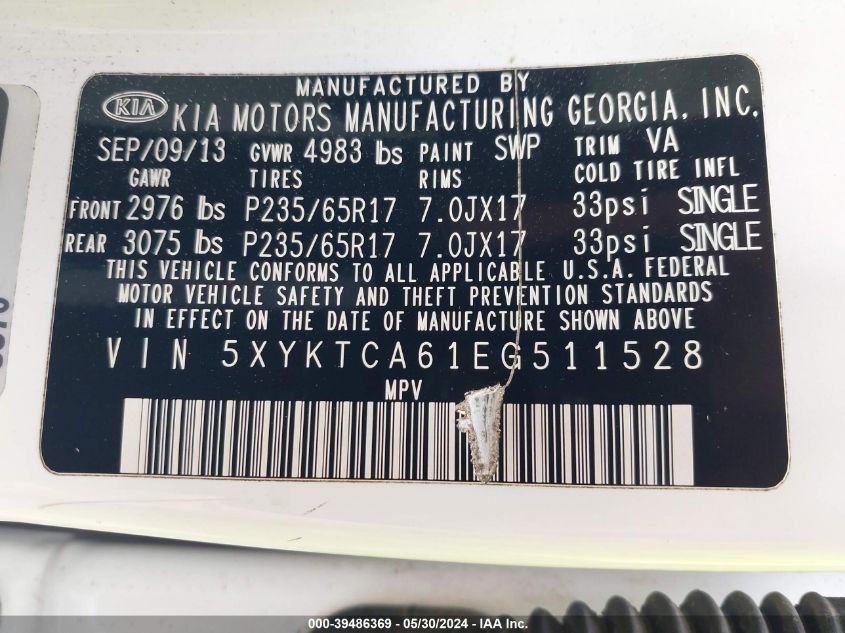 MANUFACTURED BY
KIA KIA MOTORS MANUFACTURING GEORGIA, INC.
SEP/09/13 GVWR 4983 lbs PAINT SWP TRIM VA
GAWR TIRES RIMS COLD TIRE INFL
FRONT 2976 lbs P235/65R17 7.0JX17 33psi SINGLE
REAR 3075 lbs P235/65R17 7.0JX17 33psi SINGLE
THIS VEHICLE CONFORMS TO ALL APPLICABLE U.S.A. FEDERAL
MOTOR VEHICLE SAFETY AND THEFT PREVENTION STANDARDS
IN EFFECT ON THE DATE OF MANUFACTURING SHOWN ABOVE
VIN 5XYKTCA61EG511528
MPV
000-39486369 / 05/30/2024 - IAA Inc.